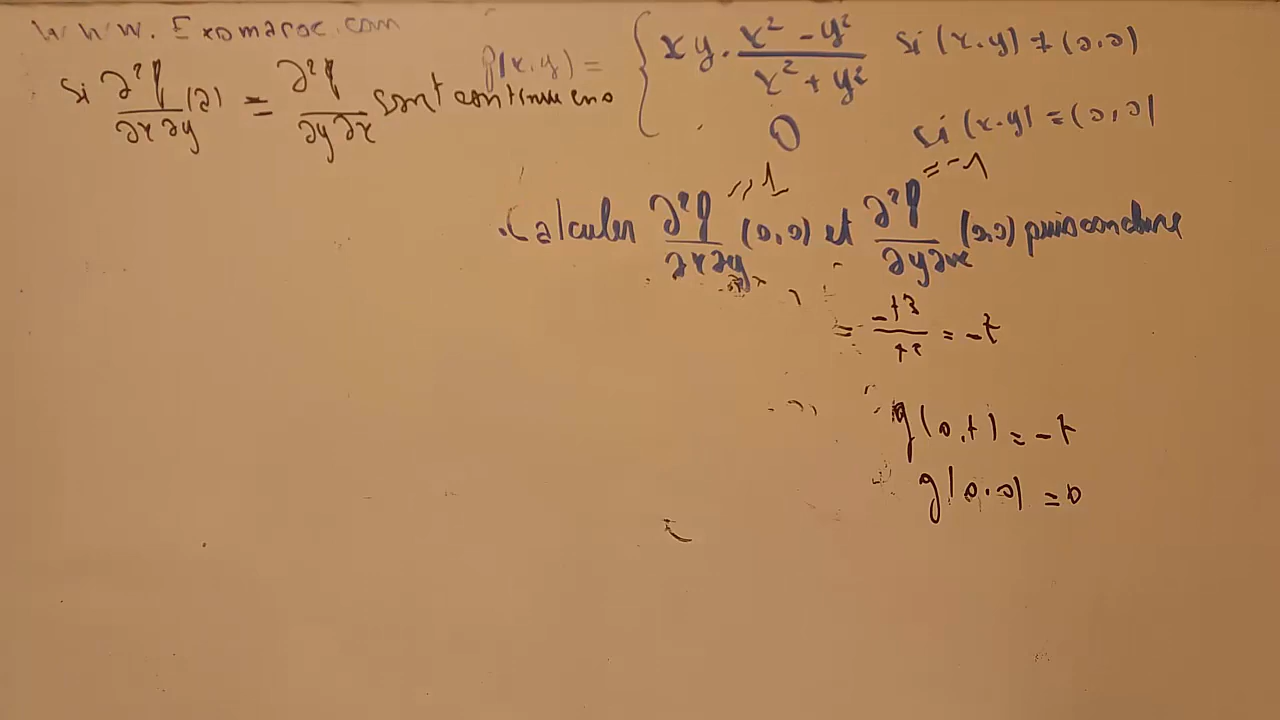 www.Exomaroc.com
f(x,y) = { xy · (x² - y²)/(x² + y²) si (x.y) ≠ (0,0)
0 si (x.y) = (0,0)
si ∂²f/∂x∂y (a) = ∂²f/∂y∂x sont continue en a
. Calculer ∂²f/∂x∂y (0,0) = 1 et ∂²f/∂y∂x (0,0) = -1 puis conclure
= -t³/t² = -t
g(0,t) = -t
g(0.0) = 0